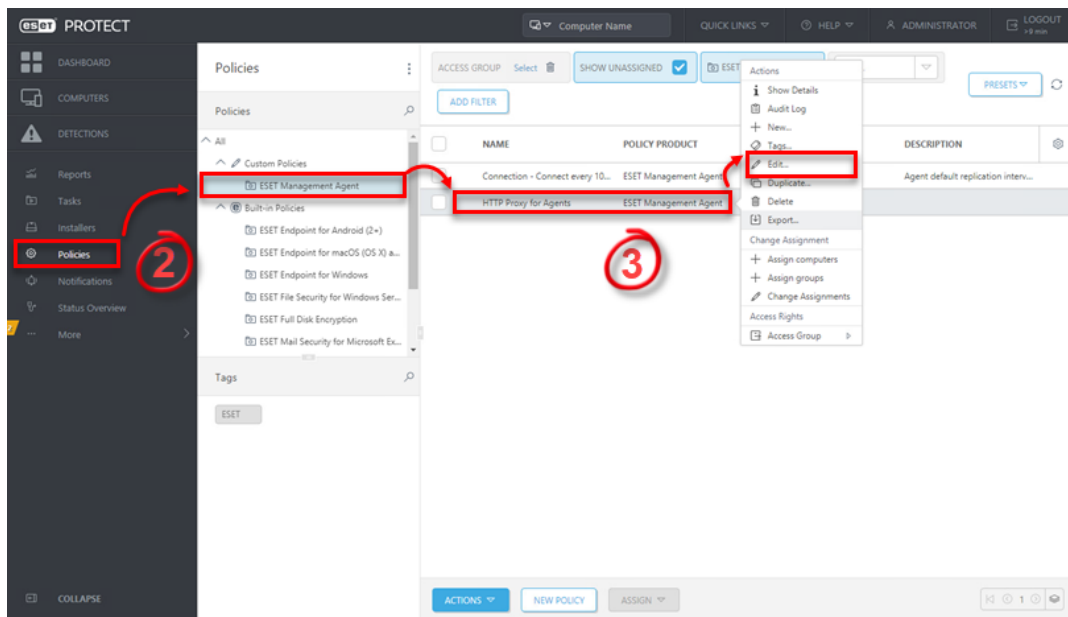 eset PROTECT
Computer Name
QUICK LINKS
HELP
ADMINISTRATOR
LOGOUT
>9 min
DASHBOARD
COMPUTERS
DETECTIONS
Reports
Tasks
Installers
Policies
Notifications
Status Overview
More
COLLAPSE
2
Policies
Policies
All
Custom Policies
ESET Management Agent
Built-in Policies
ESET Endpoint for Android (2+)
ESET Endpoint for macOS (OS X) a...
ESET Endpoint for Windows
ESET File Security for Windows Ser...
ESET Full Disk Encryption
ESET Mail Security for Microsoft Ex...
Tags
ESET
ACCESS GROUP Select
SHOW UNASSIGNED
ESET
PRESETS
ADD FILTER
NAME POLICY PRODUCT DESCRIPTION
Connection - Connect every 10... ESET Management Agent Agent default replication interv...
HTTP Proxy for Agents ESET Management Agent
3
Actions
Show Details
Audit Log
New...
Tags...
Edit...
Duplicate...
Delete
Export...
Change Assignment
Assign computers
Assign groups
Change Assignments
Access Rights
Access Group
ACTIONS
NEW POLICY
ASSIGN
1